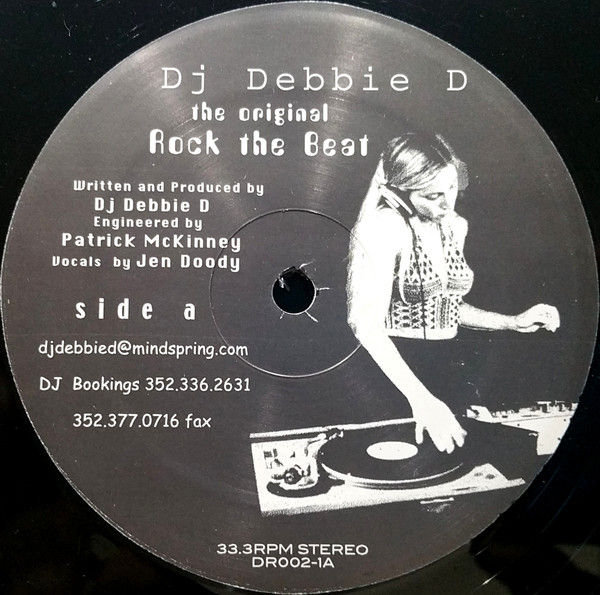 Dj Debbie D
the original
Rock the Beat
Written and Produced by
Dj Debbie D
Engineered by
Patrick McKinney
Vocals by Jen Doody
side a
djdebbied@mindspring.com
DJ Bookings 352.336.2631
352.377.0716 fax
33.3RPM STEREO
DR002-1A